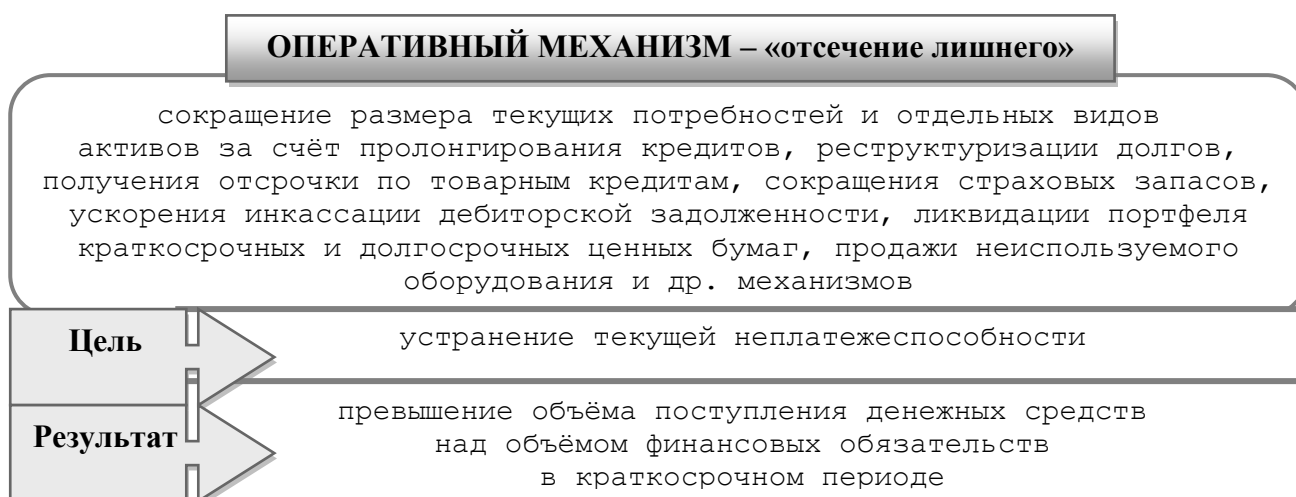 ОПЕРАТИВНЫЙ МЕХАНИЗМ – «отсечение лишнего»
сокращение размера текущих потребностей и отдельных видов
активов за счёт пролонгирования кредитов, реструктуризации долгов,
получения отсрочки по товарным кредитам, сокращения страховых запасов,
ускорения инкассации дебиторской задолженности, ликвидации портфеля
краткосрочных и долгосрочных ценных бумаг, продажи неиспользуемого
оборудования и др. механизмов
Цель
устранение текущей неплатежеспособности
Результат
превышение объёма поступления денежных средств
над объёмом финансовых обязательств
в краткосрочном периоде